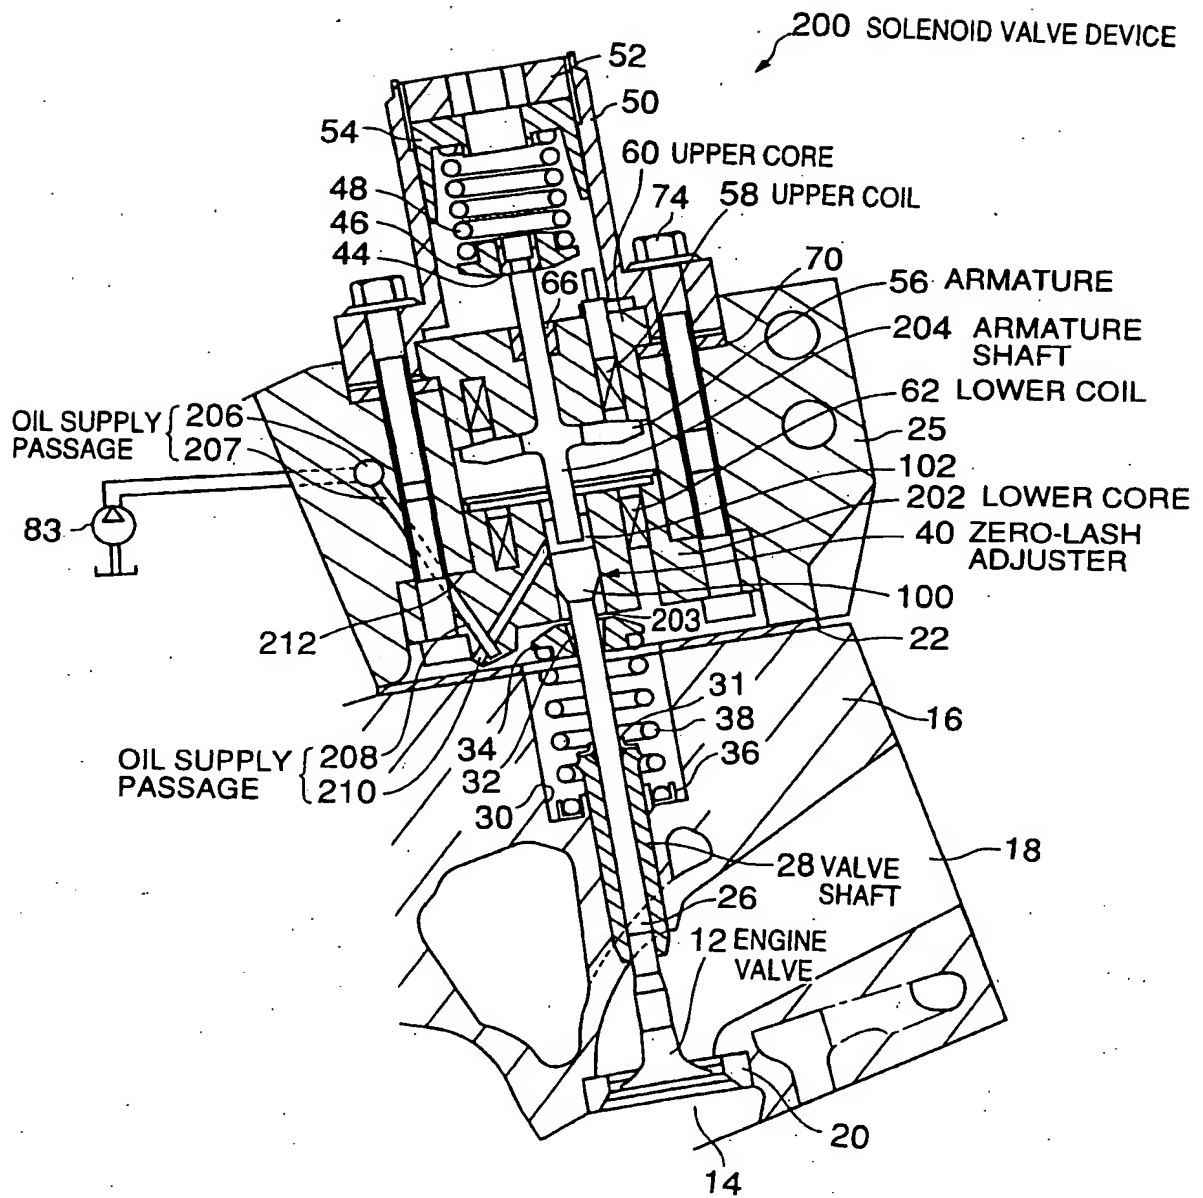 200 SOLENOID VALVE DEVICE
52
50
54
60 UPPER CORE
74
58 UPPER COIL
48
46
44
66
70
56 ARMATURE
204 ARMATURE
SHAFT
62 LOWER COIL
OIL SUPPLY
PASSAGE
206
207
25
102
202 LOWER CORE
40 ZERO-LASH
ADJUSTER
83
100
203
212
22
31
16
38
34
36
OIL SUPPLY
PASSAGE
208
210
32
30
18
28 VALVE
SHAFT
26
12 ENGINE
VALVE
20
14